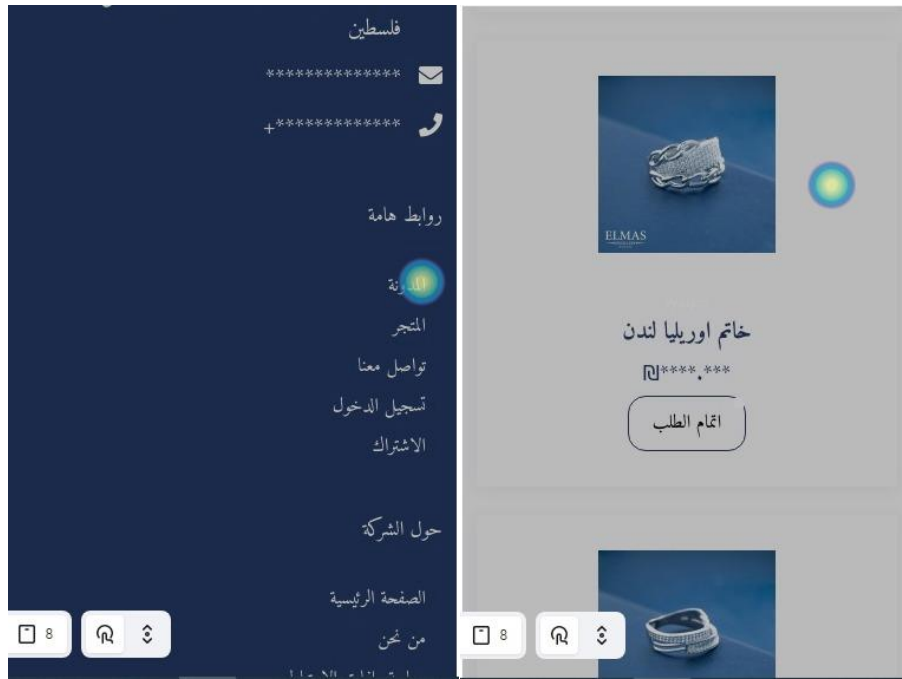 فلسطين
**************
+*************
روابط هامة
المدونة
المتجر
تواصل معنا
تسجيل الدخول
الاشتراك
حول الشركة
الصفحة الرئيسية
من نحن
8
ELMAS
خاتم اوريليا لندن
₪****.***
اتمام الطلب
8